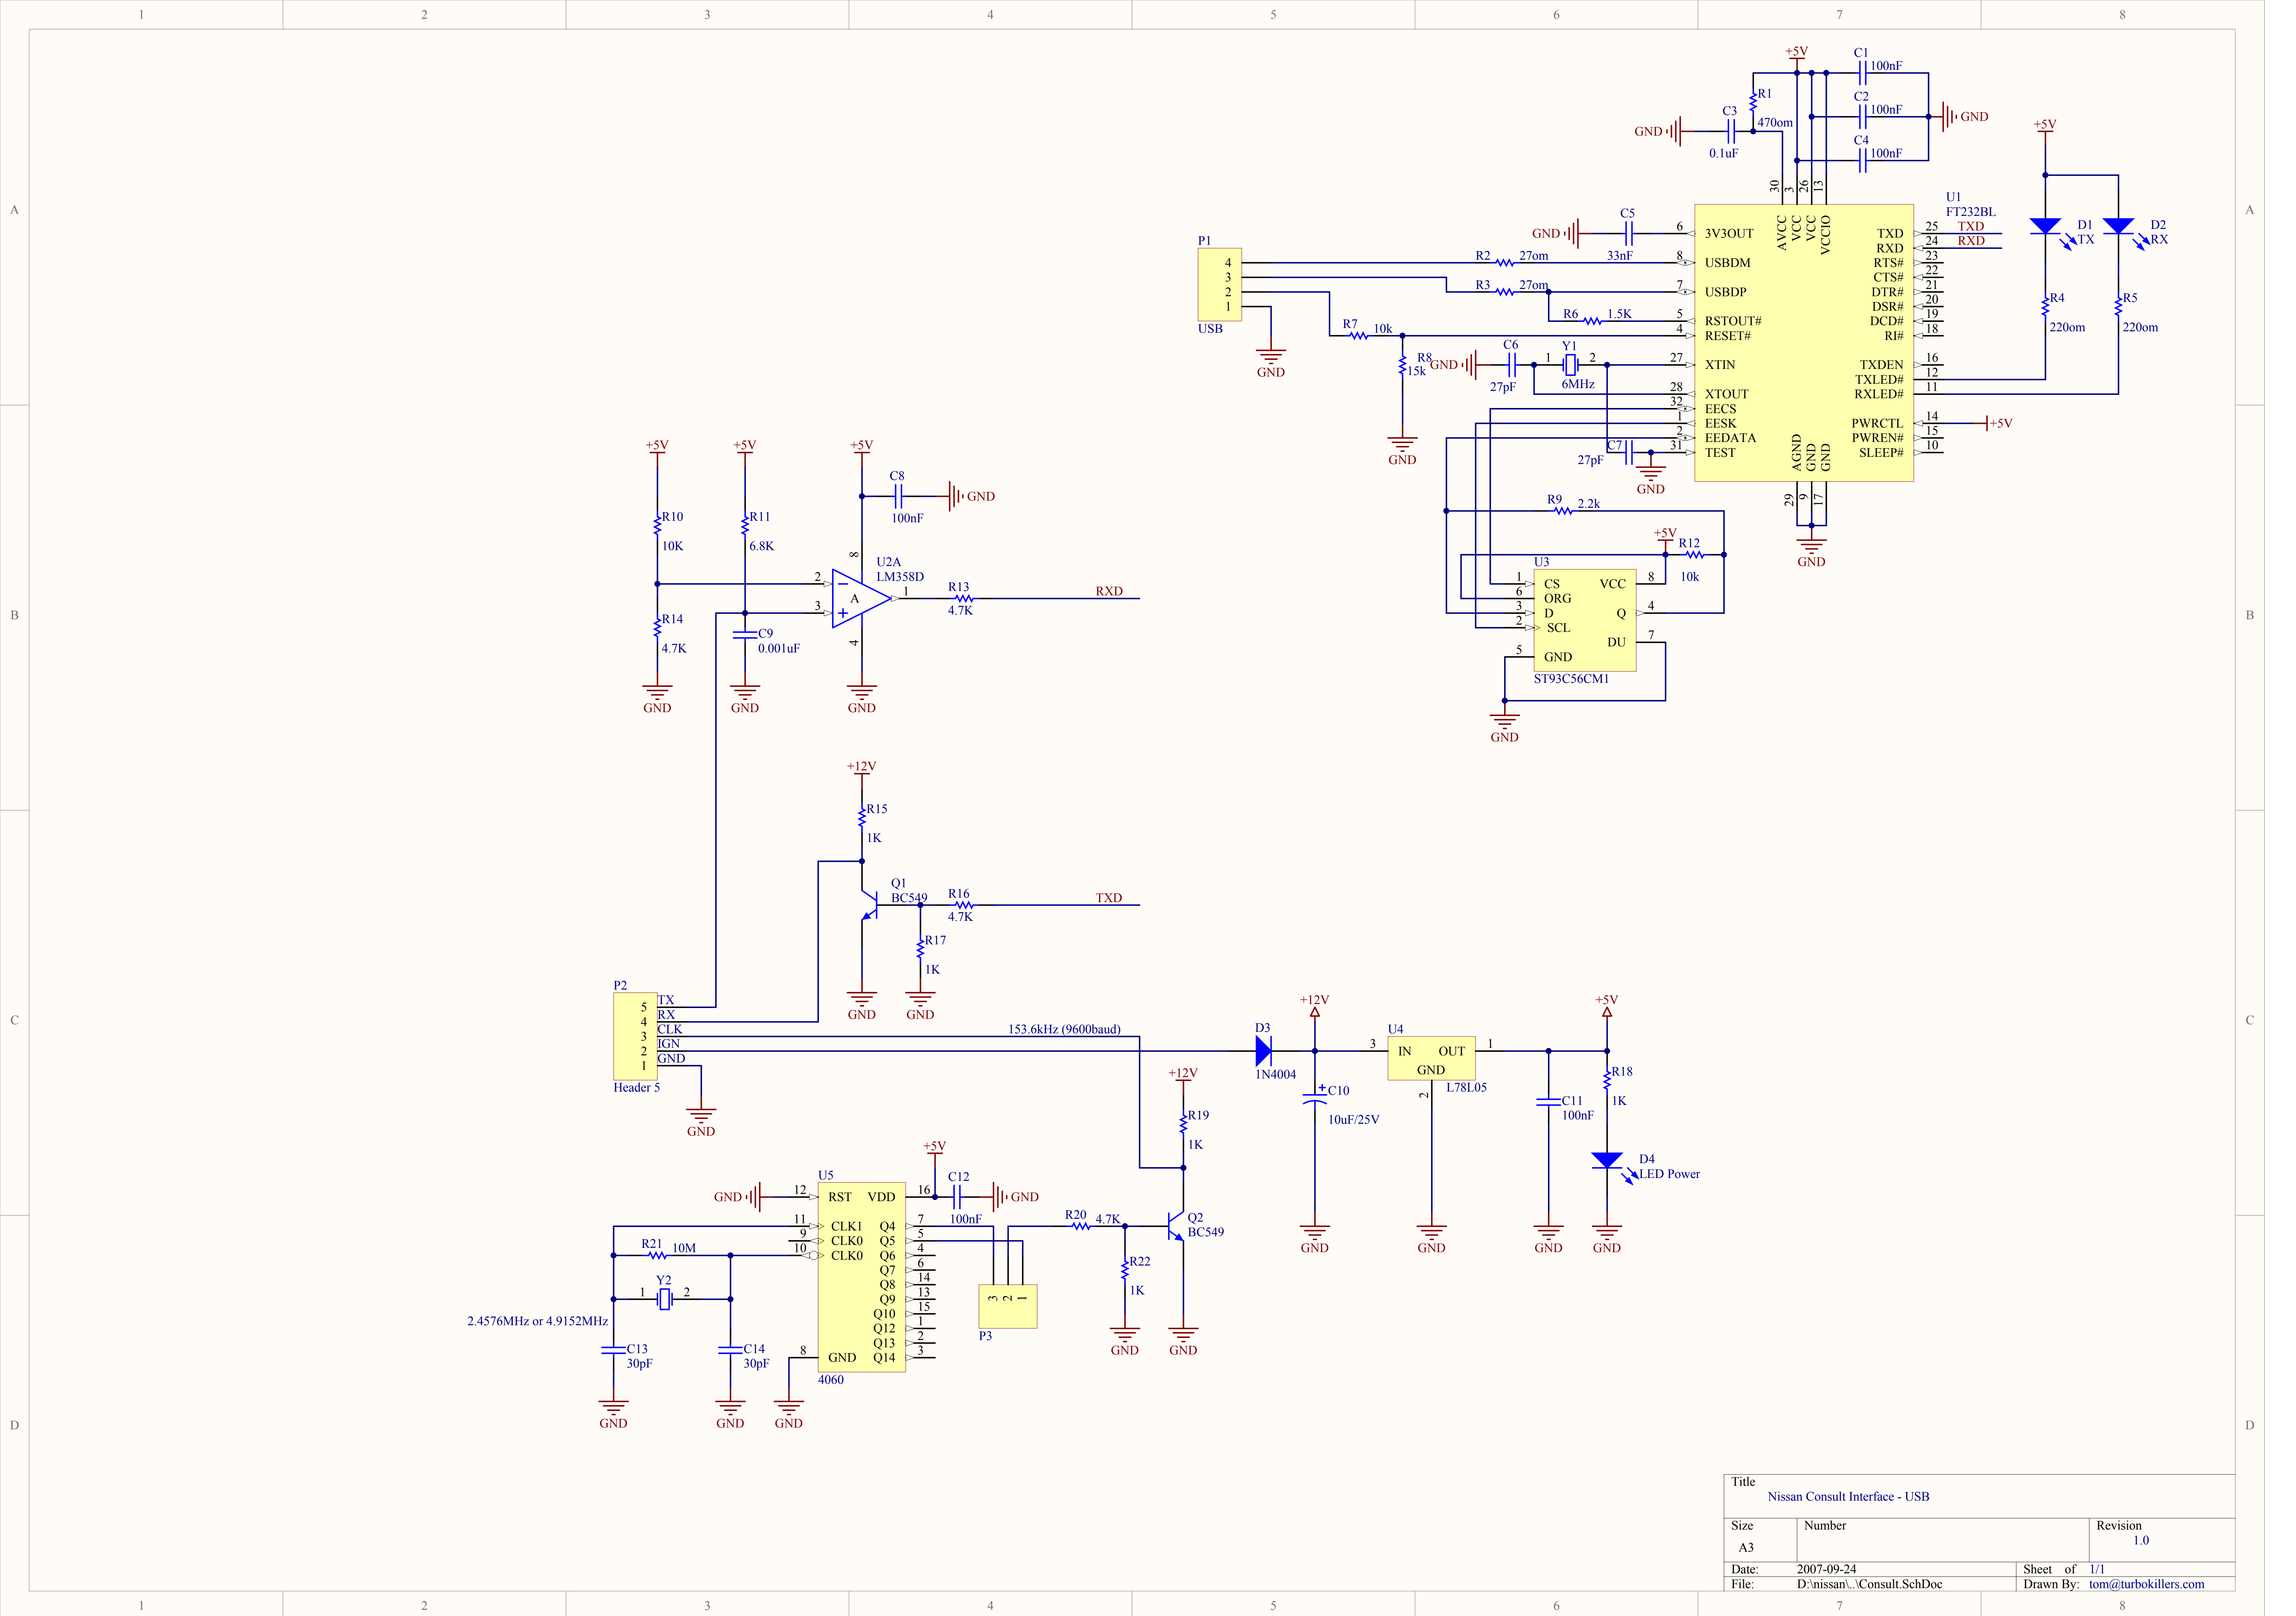 1 2 3 4 5 6 7 8
A A
B B
C C
D D
+5V
C1
100nF
R1
C2
100nF
C3
470om
GND
GND
0.1uF
C4
100nF
+5V
30 3 26 13
U1
FT232BL
AVCC VCC VCC VCCIO
C5
GND
33nF
6 3V3OUT
8 USBDM
7 USBDP
5 RSTOUT#
4 RESET#
27 XTIN
28 XTOUT
32 EECS
1 EESK
2 EEDATA
31 TEST
TXD 25 TXD
RXD 24 RXD
RTS# 23
CTS# 22
DTR# 21
DSR# 20
DCD# 19
RI# 18
TXDEN 16
TXLED# 12
RXLED# 11
PWRCTL 14 +5V
PWREN# 15
SLEEP# 10
AGND GND GND
29 9 17
GND
D1
TX
D2
RX
R4
220om
R5
220om
P1
4
3
2
1
USB
GND
R2 27om
R3 27om
R6 1.5K
R7 10k
R8
15k
GND
GND
C6
27pF
1 Y1 2
6MHz
C7
27pF
GND
R9 2.2k
+5V
R12
10k
U3
1 CS VCC 8
6 ORG
3 D Q 4
2 SCL
DU 7
5 GND
ST93C56CM1
GND
+5V +5V +5V
C8
100nF
GND
R10
10K
R11
6.8K
8
U2A
LM358D
2
3
A
1
4
R13
4.7K
RXD
R14
4.7K
C9
0.001uF
GND GND GND
+12V
R15
1K
Q1
BC549
R16
4.7K
TXD
R17
1K
GND GND
P2
5 TX
4 RX
3 CLK
2 IGN
1 GND
Header 5
GND
153.6kHz (9600baud)
D3
1N4004
+12V
U4
3 IN OUT 1
GND
2
L78L05
+5V
C10
10uF/25V
C11
100nF
R18
1K
D4
LED Power
GND GND GND GND
+12V
R19
1K
Q2
BC549
R20 4.7K
R22
1K
GND GND
+5V
U5
C12
100nF
GND
GND
12 RST VDD 16
11 CLK1 Q4 7
9 CLK0 Q5 5
10 CLK0 Q6 4
Q7 6
Q8 14
Q9 13
Q10 15
Q12 1
Q13 2
8 GND Q14 3
4060
3 2 1
P3
R21 10M
Y2
1 2
2.4576MHz or 4.9152MHz
C13
30pF
C14
30pF
GND GND GND
Title
Nissan Consult Interface - USB
Size Number Revision
A3 1.0
Date: 2007-09-24 Sheet of 1/1
File: D:\nissan\..\Consult.SchDoc Drawn By: tom@turbokillers.com
1 2 3 4 5 6 7 8